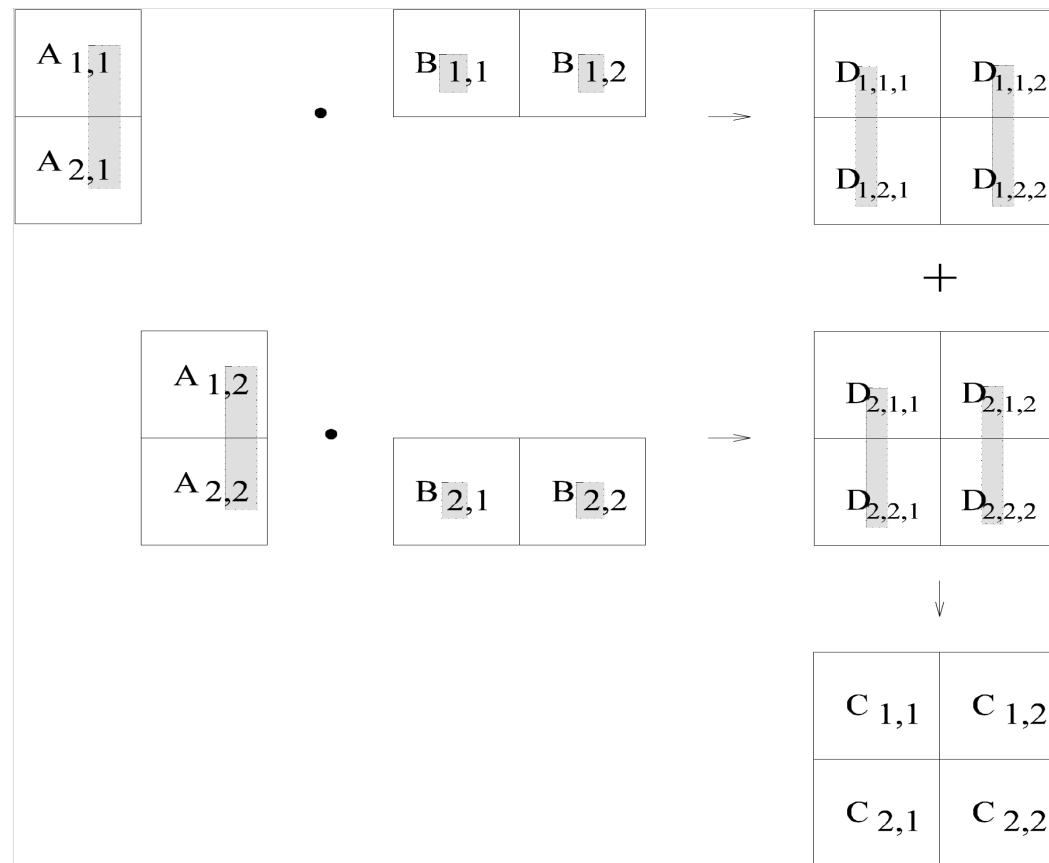 A 1,1 • B 1,1 B 1,2 → D1,1,1 D1,1,2
A 2,1 D1,2,1 D1,2,2
+
A 1,2 • D2,1,1 D2,1,2
A 2,2 B 2,1 B 2,2 → D2,2,1 D2,2,2
↓
C 1,1 C 1,2
C 2,1 C 2,2